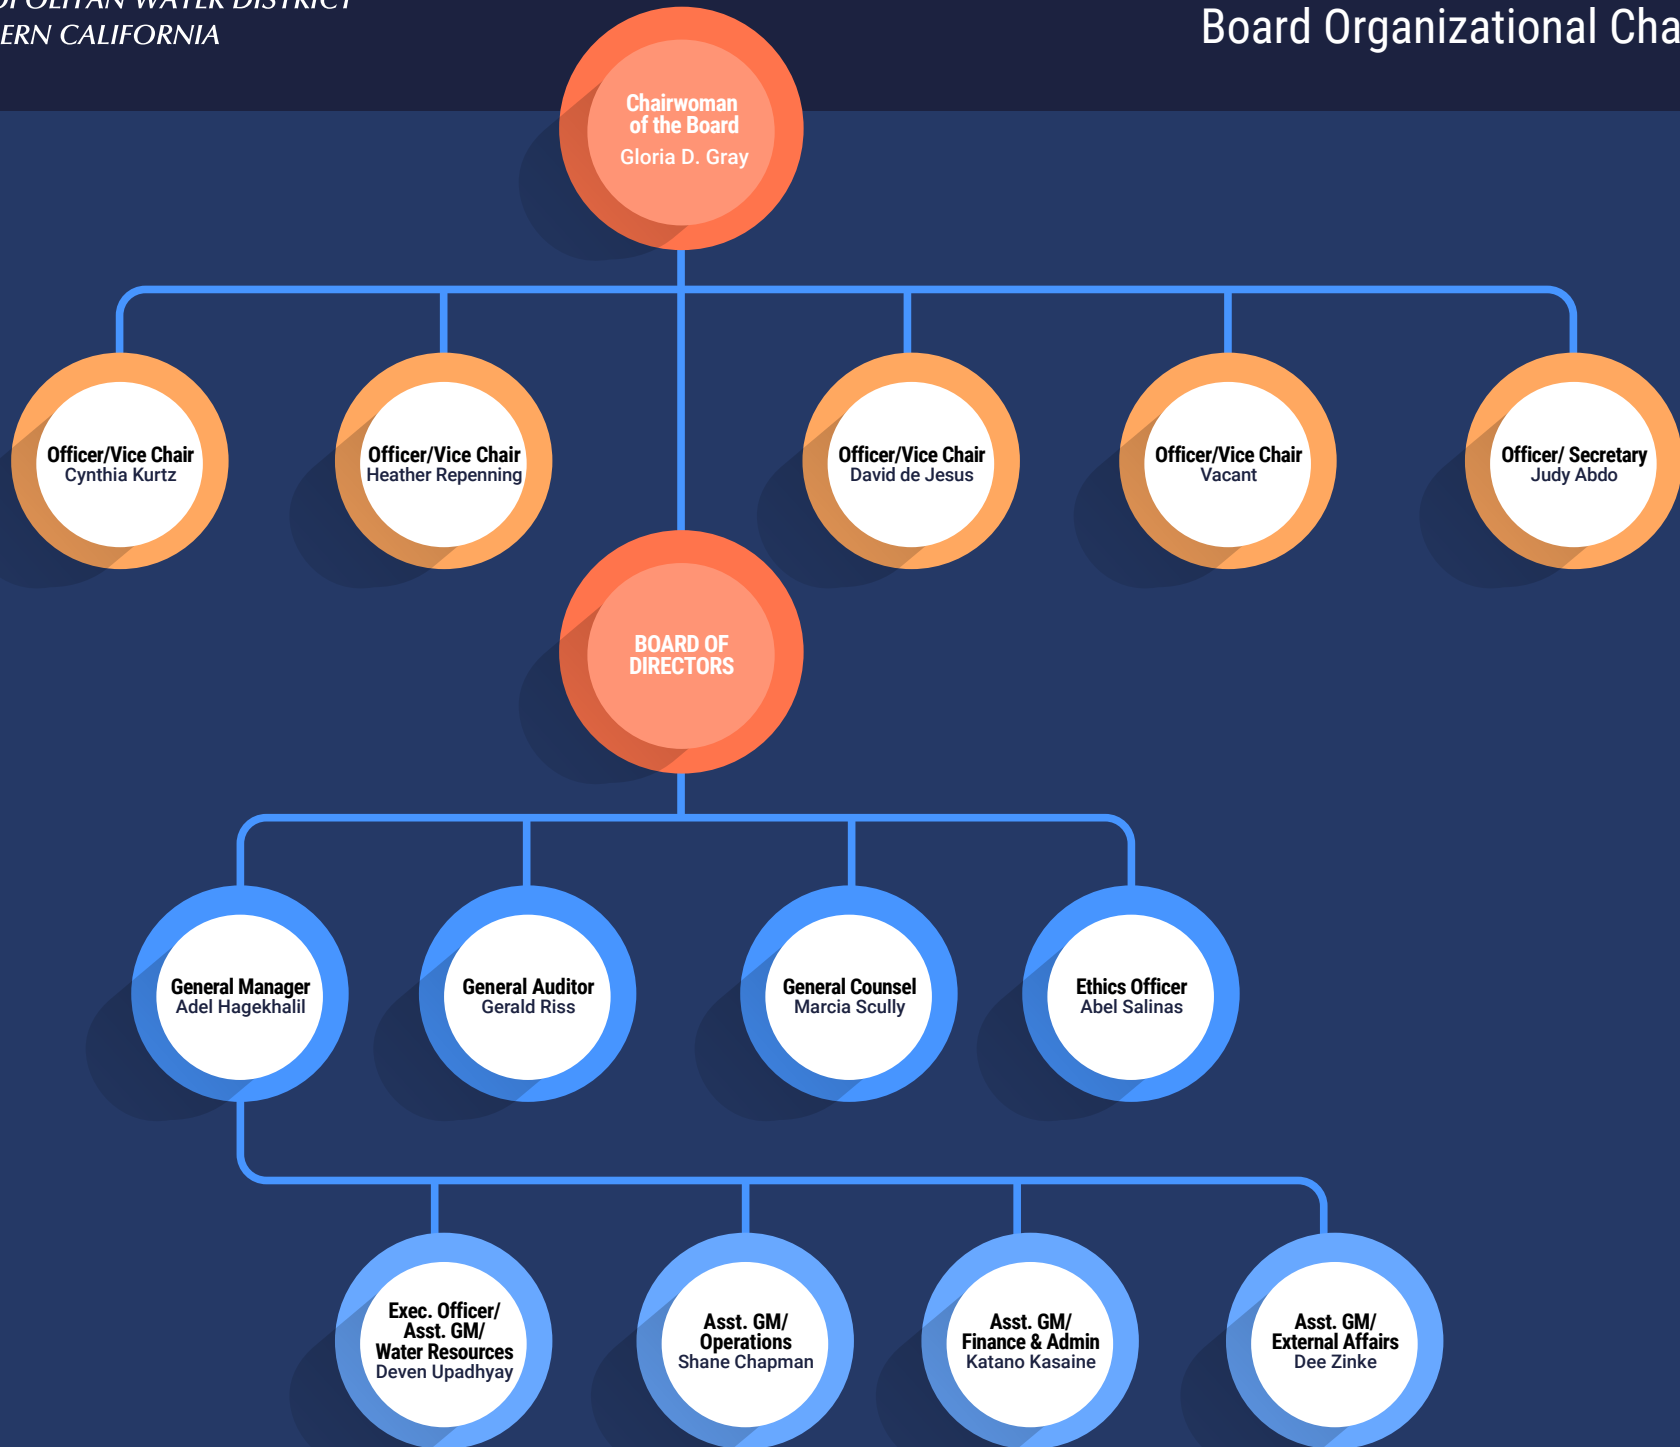 ERN CALIFORNIA
Board Organizational Cha
Chairwoman
of the Board
Gloria D. Gray
Officer/Vice Chair
Cynthia Kurtz
Officer/Vice Chair
Heather Repenning
Officer/Vice Chair
David de Jesus
Officer/Vice Chair
Vacant
Officer/ Secretary
Judy Abdo
BOARD OF
DIRECTORS
General Manager
Adel Hagekhalil
General Auditor
Gerald Riss
General Counsel
Marcia Scully
Ethics Officer
Abel Salinas
Exec. Officer/
Asst. GM/
Water Resources
Deven Upadhyay
Asst. GM/
Operations
Shane Chapman
Asst. GM/
Finance & Admin
Katano Kasaine
Asst. GM/
External Affairs
Dee Zinke